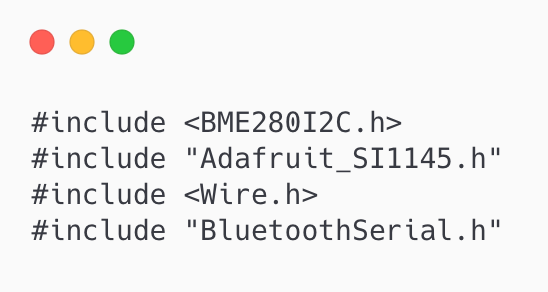 #include <BME280I2C.h>
#include "Adafruit_SI1145.h"
#include <Wire.h>
#include "BluetoothSerial.h"